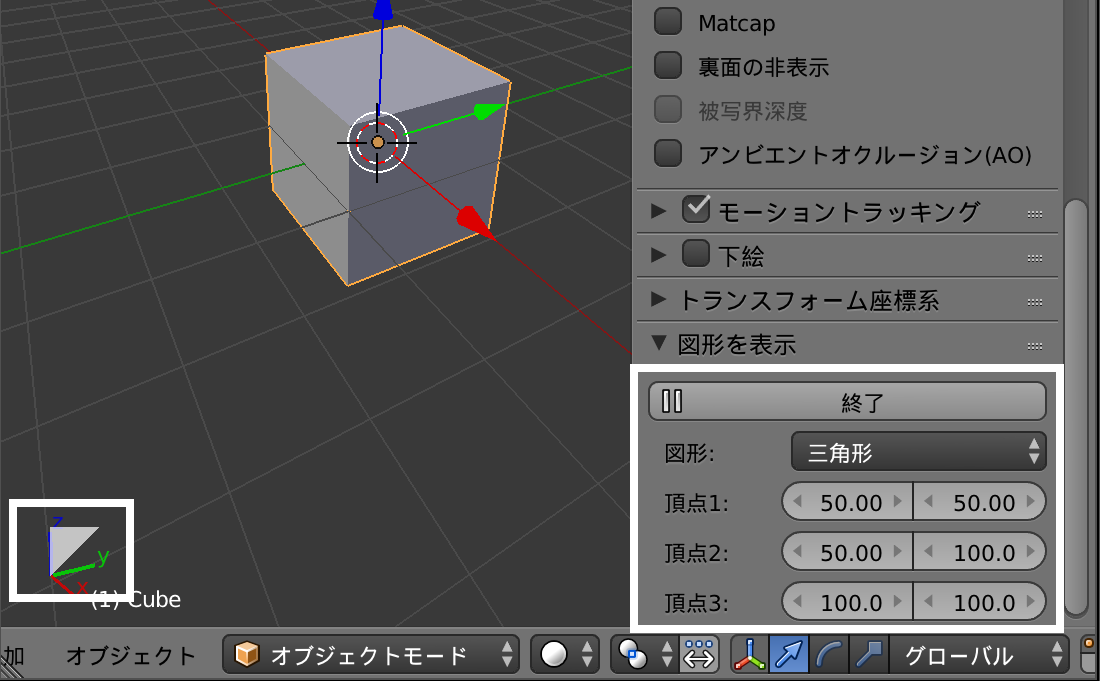 Matcap
裏面の非表示
被写界深度
アンビエントオクルージョン(AO)
モーショントラッキング
下絵
トランスフォーム座標系
図形を表示
終了
図形: 三角形
頂点1: 50.00 50.00
頂点2: 50.00 100.0
頂点3: 100.0 100.0
z
y
x
(1) Cube
加 オブジェクト オブジェクトモード グローバル